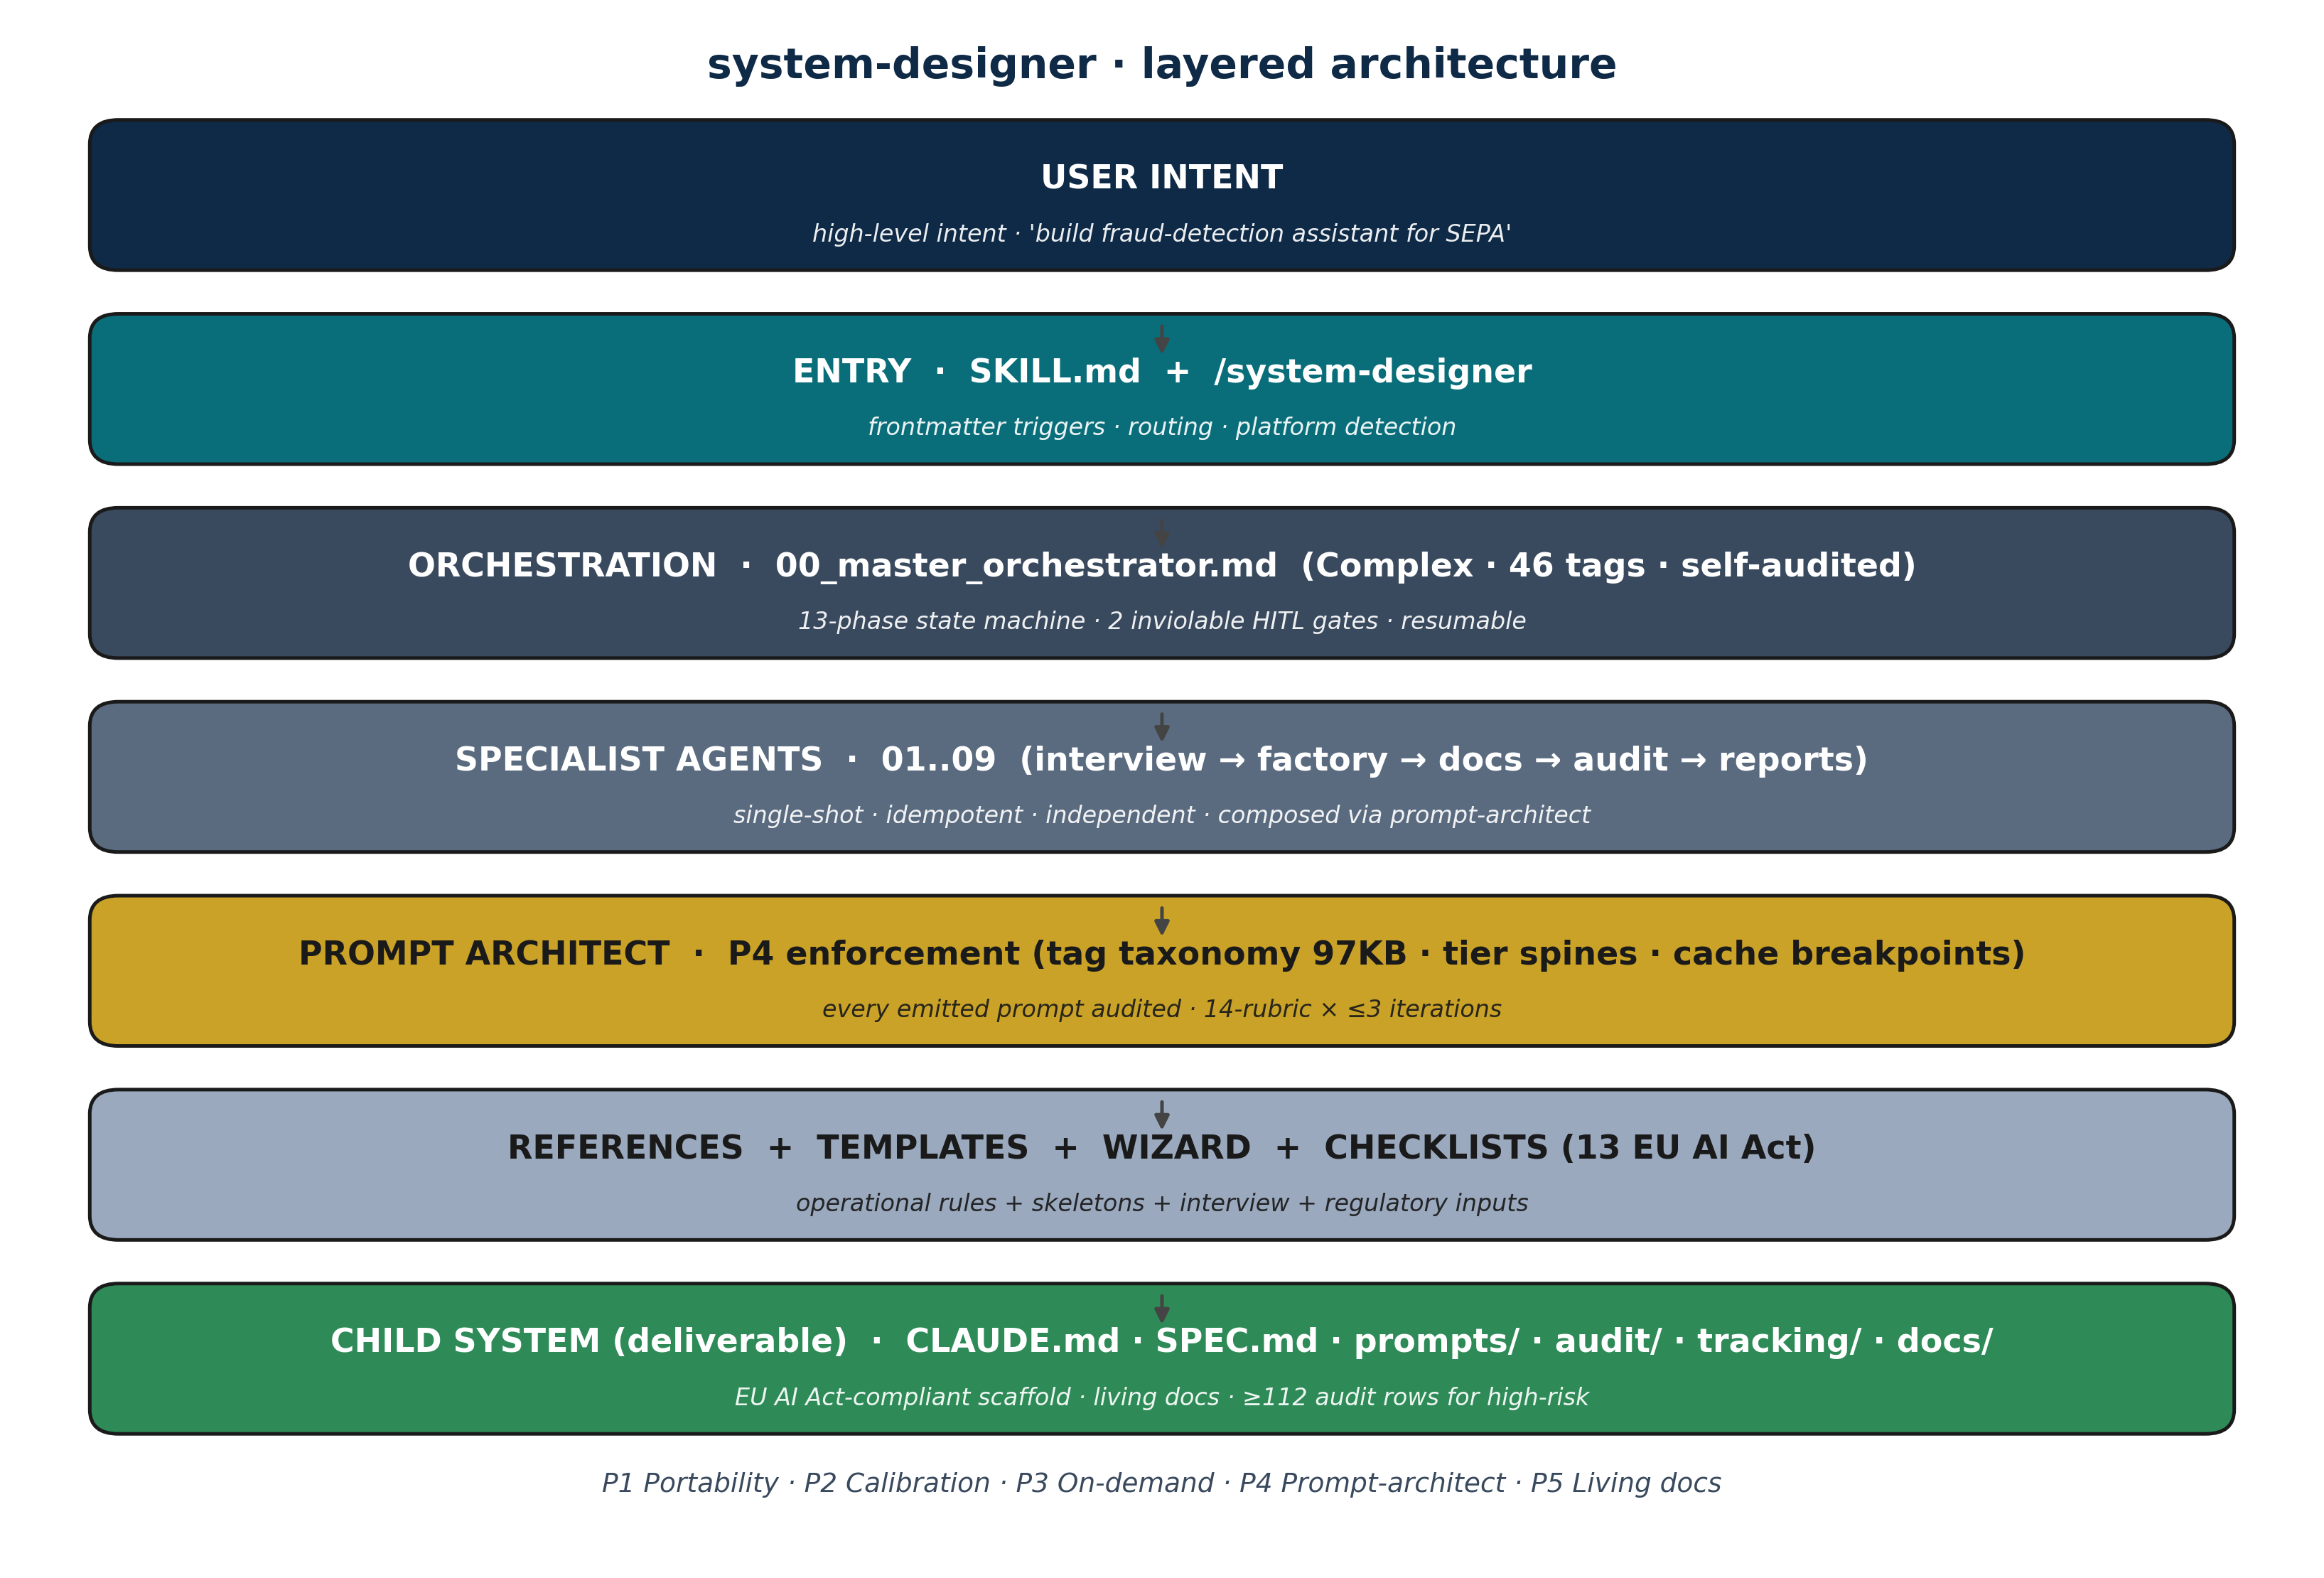 system-designer · layered architecture
USER INTENT
high-level intent · 'build fraud-detection assistant for SEPA'
ENTRY · SKILL.md + /system-designer
frontmatter triggers · routing · platform detection
ORCHESTRATION · 00_master_orchestrator.md (Complex · 46 tags · self-audited)
13-phase state machine · 2 inviolable HITL gates · resumable
SPECIALIST AGENTS · 01..09 (interview → factory → docs → audit → reports)
single-shot · idempotent · independent · composed via prompt-architect
PROMPT ARCHITECT · P4 enforcement (tag taxonomy 97KB · tier spines · cache breakpoints)
every emitted prompt audited · 14-rubric × ≤3 iterations
REFERENCES + TEMPLATES + WIZARD + CHECKLISTS (13 EU AI Act)
operational rules + skeletons + interview + regulatory inputs
CHILD SYSTEM (deliverable) · CLAUDE.md · SPEC.md · prompts/ · audit/ · tracking/ · docs/
EU AI Act-compliant scaffold · living docs · ≥112 audit rows for high-risk
P1 Portability · P2 Calibration · P3 On-demand · P4 Prompt-architect · P5 Living docs